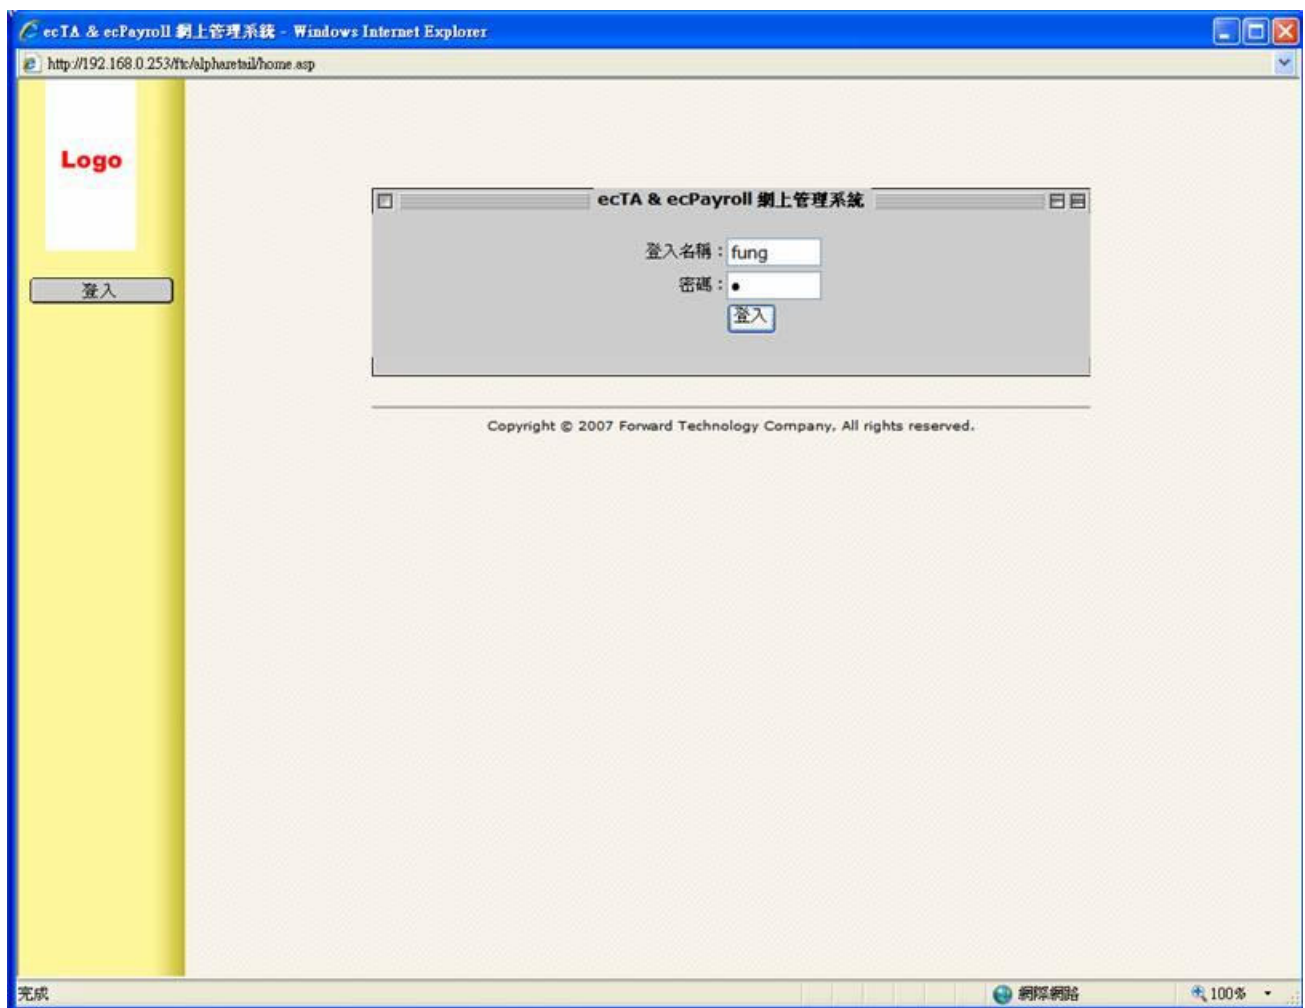 ecTA & ecPayroll 網上管理系統 - Windows Internet Explorer
http://192.168.0.253/ftc/alpharetail/home.asp
Logo
登入
ecTA & ecPayroll 網上管理系統
登入名稱：fung
密碼：•
登入
Copyright © 2007 Forward Technology Company, All rights reserved.
完成 網際網路 100%